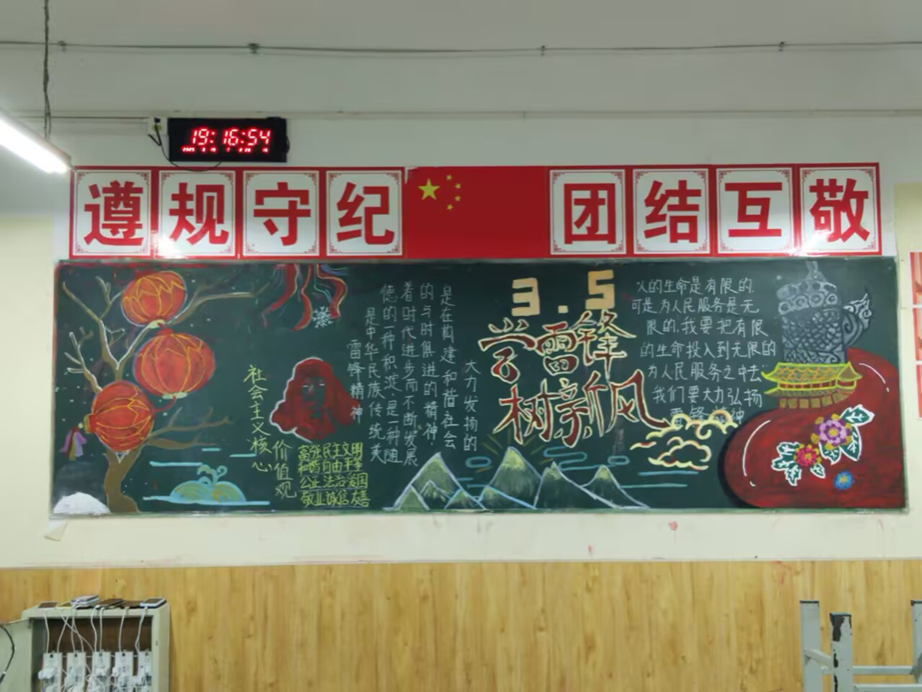 19:16:54
遵规守纪 团结互敬
3.5
学雷锋
树新风
社会主义核心
价值观
富强民主文明
和谐自由平等
公正法治爱国
敬业诚信友善
雷锋精神
是中华民族传统美
德的一种积淀是一种随
着时代进步而不断发展
的与时俱进的精神
是在构建和谐社会
大力发扬的
人的生命是有限的,
可是为人民服务是无
限的,我要把有限
的生命投入到无限的
为人民服务之中去
我们要大力弘扬
雷锋精神